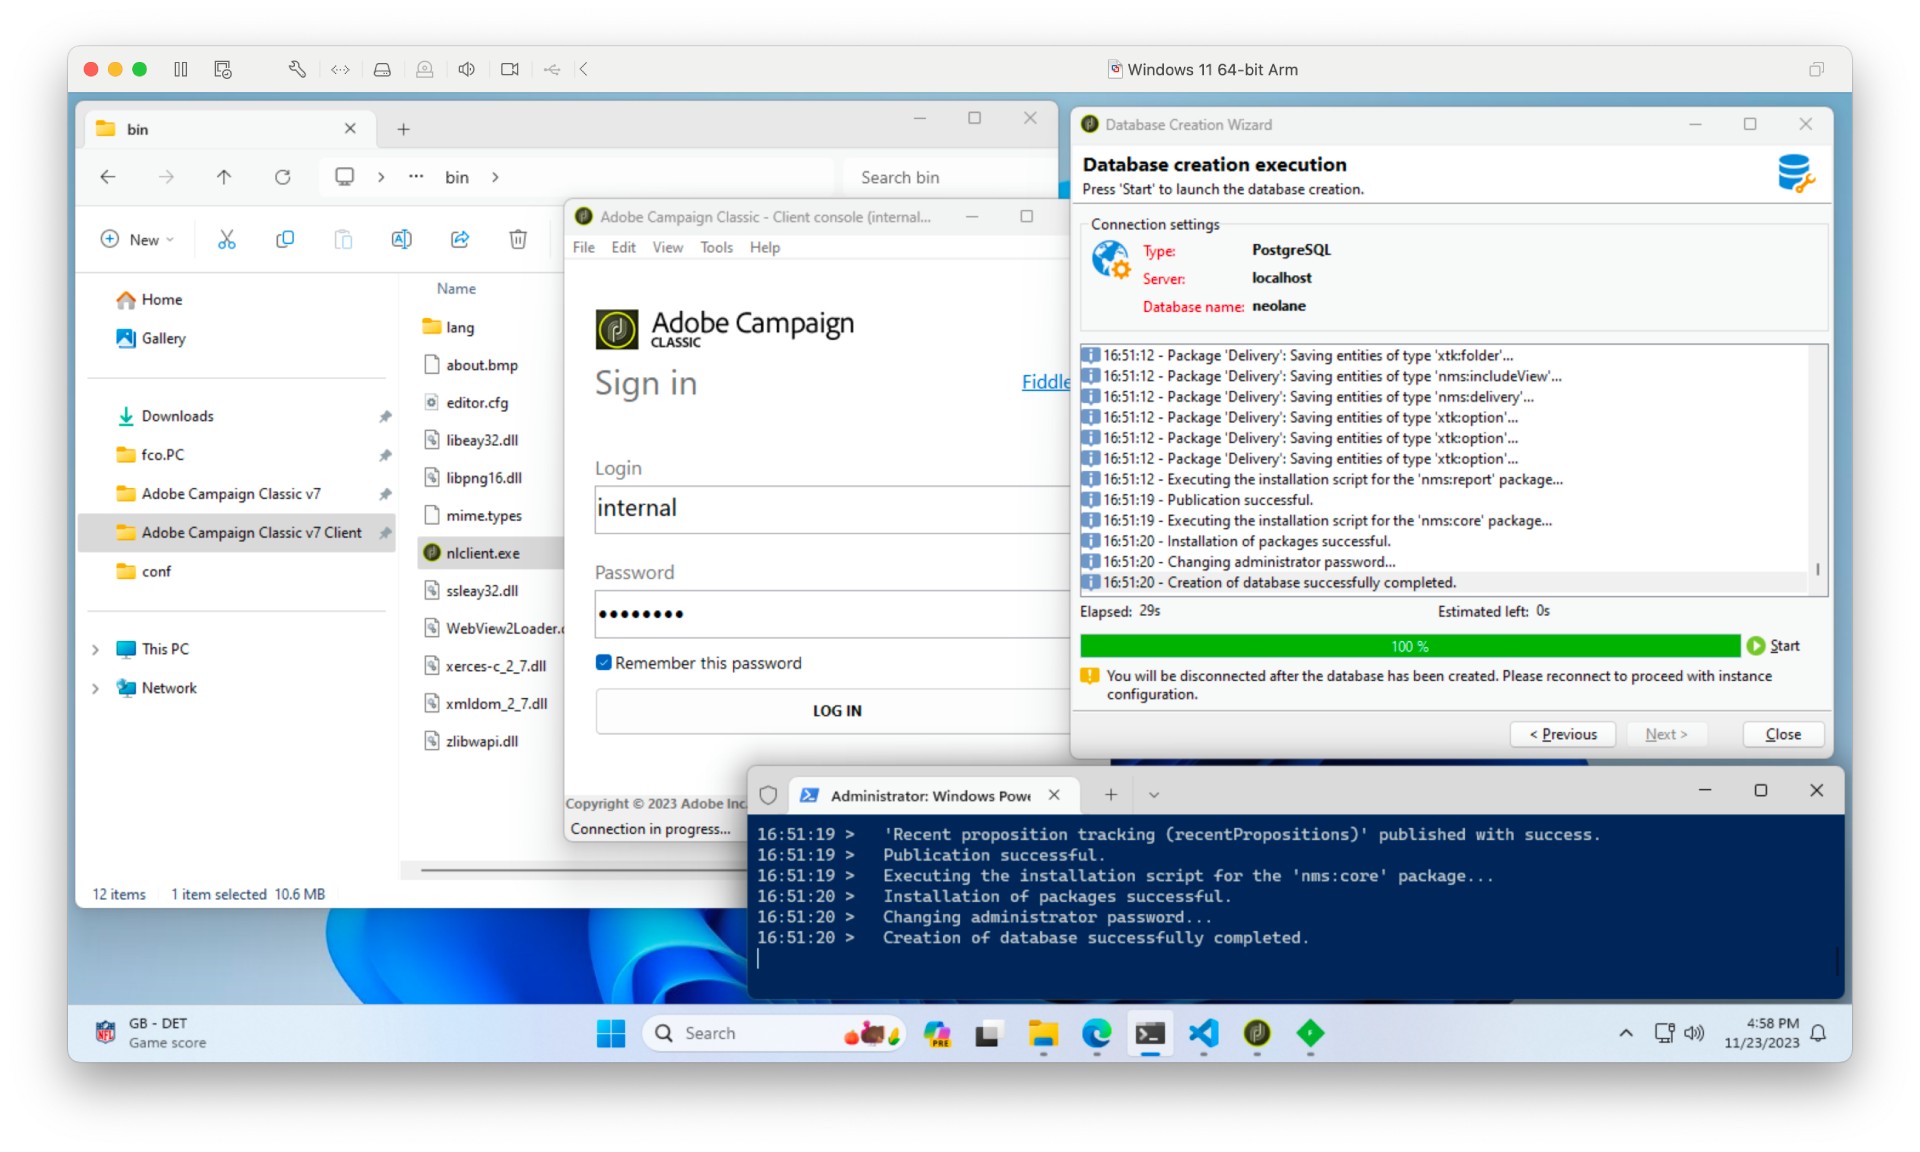 Windows 11 64-bit Arm
bin
Search bin
bin
New
Home
Gallery
Downloads
fco.PC
Adobe Campaign Classic v7
Adobe Campaign Classic v7 Client
conf
This PC
Network
Name
lang
about.bmp
editor.cfg
libeay32.dll
libpng16.dll
mime.types
nlclient.exe
ssleay32.dll
WebView2Loader.
xerces-c_2_7.dll
xmldom_2_7.dll
zlibwapi.dll
12 items 1 item selected 10.6 MB
Adobe Campaign Classic - Client console (internal...
File Edit View Tools Help
Adobe Campaign
CLASSIC
Sign in
Fiddle
Login
internal
Password
Remember this password
LOG IN
Copyright © 2023 Adobe Inc.
Connection in progress...
Database Creation Wizard
Database creation execution
Press 'Start' to launch the database creation.
Connection settings
Type: PostgreSQL
Server: localhost
Database name: neolane
16:51:12 - Package 'Delivery': Saving entities of type 'xtk:folder'...
16:51:12 - Package 'Delivery': Saving entities of type 'nms:includeView'...
16:51:12 - Package 'Delivery': Saving entities of type 'nms:delivery'...
16:51:12 - Package 'Delivery': Saving entities of type 'xtk:option'...
16:51:12 - Package 'Delivery': Saving entities of type 'xtk:option'...
16:51:12 - Package 'Delivery': Saving entities of type 'xtk:option'...
16:51:12 - Executing the installation script for the 'nms:report' package...
16:51:19 - Publication successful.
16:51:19 - Executing the installation script for the 'nms:core' package...
16:51:20 - Installation of packages successful.
16:51:20 - Changing administrator password...
16:51:20 - Creation of database successfully completed.
Elapsed: 29s Estimated left: 0s
100 %
Start
You will be disconnected after the database has been created. Please reconnect to proceed with instance
configuration.
< Previous Next > Close
Administrator: Windows Powe
16:51:19 > 'Recent proposition tracking (recentPropositions)' published with success.
16:51:19 > Publication successful.
16:51:19 > Executing the installation script for the 'nms:core' package...
16:51:20 > Installation of packages successful.
16:51:20 > Changing administrator password...
16:51:20 > Creation of database successfully completed.
NFL
GB - DET
Game score
Search
PRE
4:58 PM
11/23/2023